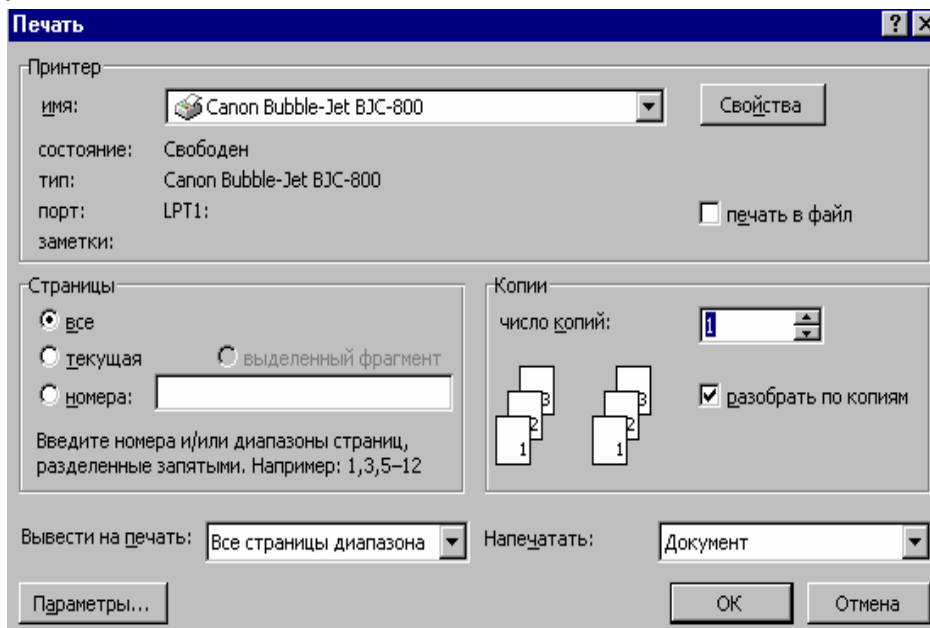 Печать
Принтер
имя: Canon Bubble-Jet BJC-800 Свойства
состояние: Свободен
тип: Canon Bubble-Jet BJC-800
порт: LPT1: печать в файл
заметки:
Страницы Копии
все число копий: 1
текущая выделенный фрагмент
номера: разобрать по копиям
Введите номера и/или диапазоны страниц,
разделенные запятыми. Например: 1,3,5–12
1 2 3 1 2 3
Вывести на печать: Все страницы диапазона Напечатать: Документ
Параметры... ОК Отмена